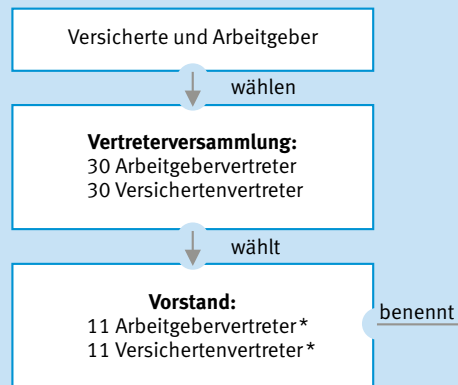 Versicherte und Arbeitgeber
wählen
Vertreterversammlung:
30 Arbeitgebervertreter
30 Versichertenvertreter
wählt
Vorstand:
11 Arbeitgebervertreter*
11 Versichertenvertreter*
benennt